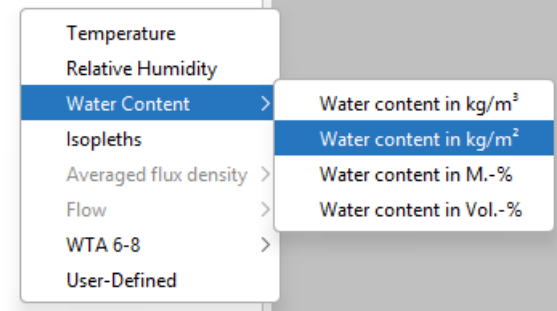 Temperature
Relative Humidity
Water Content
Isopleths
Averaged flux density
Flow
WTA 6-8
User-Defined
Water content in kg/m³
Water content in kg/m²
Water content in M.-%
Water content in Vol.-%